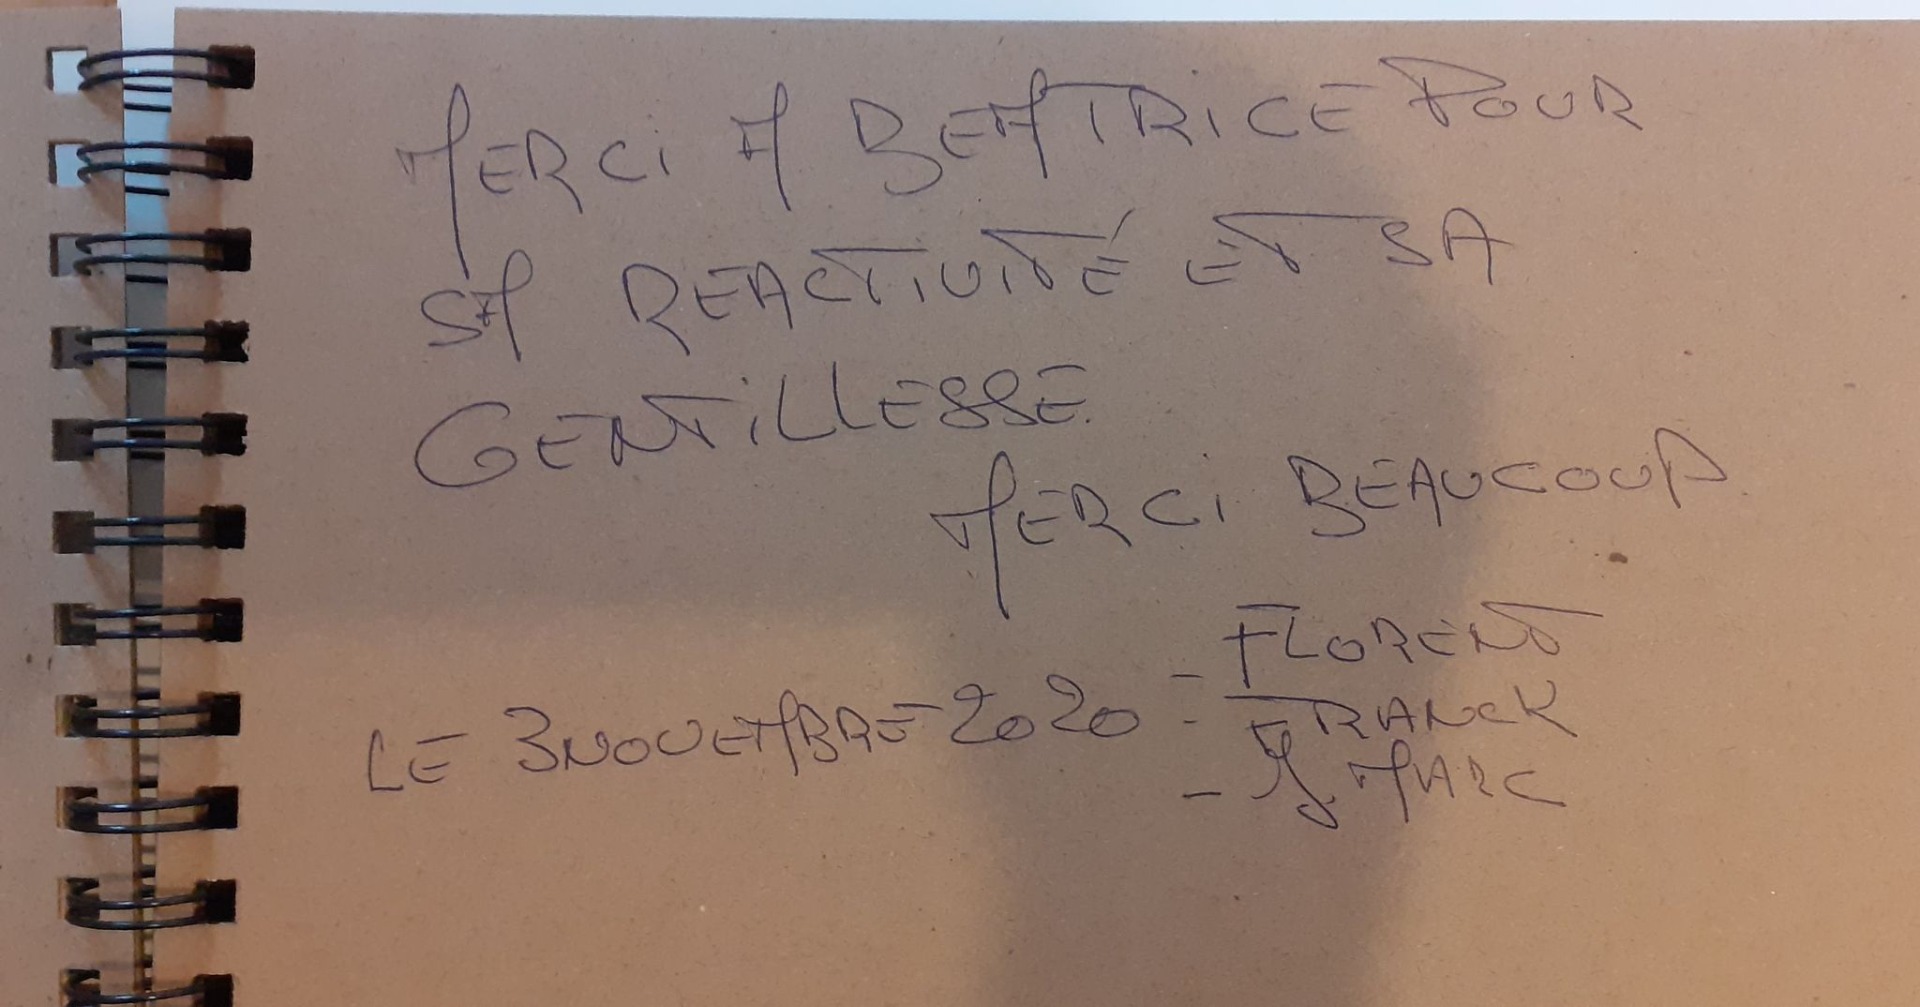 MERCi A BEATRICE POUR
SA REACTIVITÉ ET SA
GENTiLLESSE
MERCi BEAUCOUP
LE 3 NOVEMBRE 2020 - FLORENT
- FRANCK
- MARC